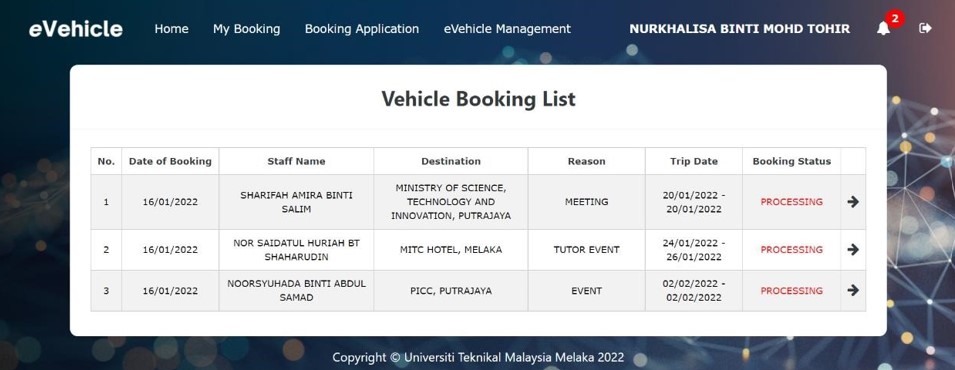 eVehicle Home My Booking Booking Application eVehicle Management NURKHALISA BINTI MOHD TOHIR 2
Vehicle Booking List
No. Date of Booking Staff Name Destination Reason Trip Date Booking Status
1 16/01/2022 SHARIFAH AMIRA BINTI SALIM MINISTRY OF SCIENCE, TECHNOLOGY AND INNOVATION, PUTRAJAYA MEETING 20/01/2022 - 20/01/2022 PROCESSING
2 16/01/2022 NOR SAIDATUL HURIAH BT SHAHARUDIN MITC HOTEL, MELAKA TUTOR EVENT 24/01/2022 - 26/01/2022 PROCESSING
3 16/01/2022 NOORSYUHADA BINTI ABDUL SAMAD PICC, PUTRAJAYA EVENT 02/02/2022 - 02/02/2022 PROCESSING
Copyright © Universiti Teknikal Malaysia Melaka 2022